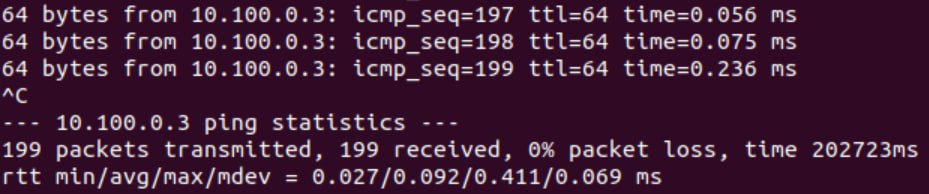 64 bytes from 10.100.0.3: icmp_seq=197 ttl=64 time=0.056 ms
64 bytes from 10.100.0.3: icmp_seq=198 ttl=64 time=0.075 ms
64 bytes from 10.100.0.3: icmp_seq=199 ttl=64 time=0.236 ms
^C
--- 10.100.0.3 ping statistics ---
199 packets transmitted, 199 received, 0% packet loss, time 202723ms
rtt min/avg/max/mdev = 0.027/0.092/0.411/0.069 ms